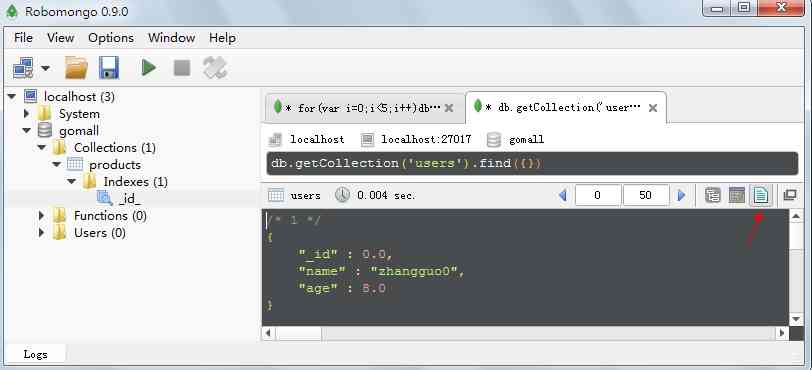 Robomongo 0.9.0
File View Options Window Help
localhost (3)
System
gomall
Collections (1)
products
Indexes (1)
_id_
Functions (0)
Users (0)
* for(var i=0;i<5;i++)db⋯
* db.getCollection('user⋯
localhost localhost:27017 gomall
db.getCollection('users').find({})
users 0.004 sec. 0 50
/* 1 */
{
"_id" : 0.0,
"name" : "zhangguo0",
"age" : 8.0
}
Logs